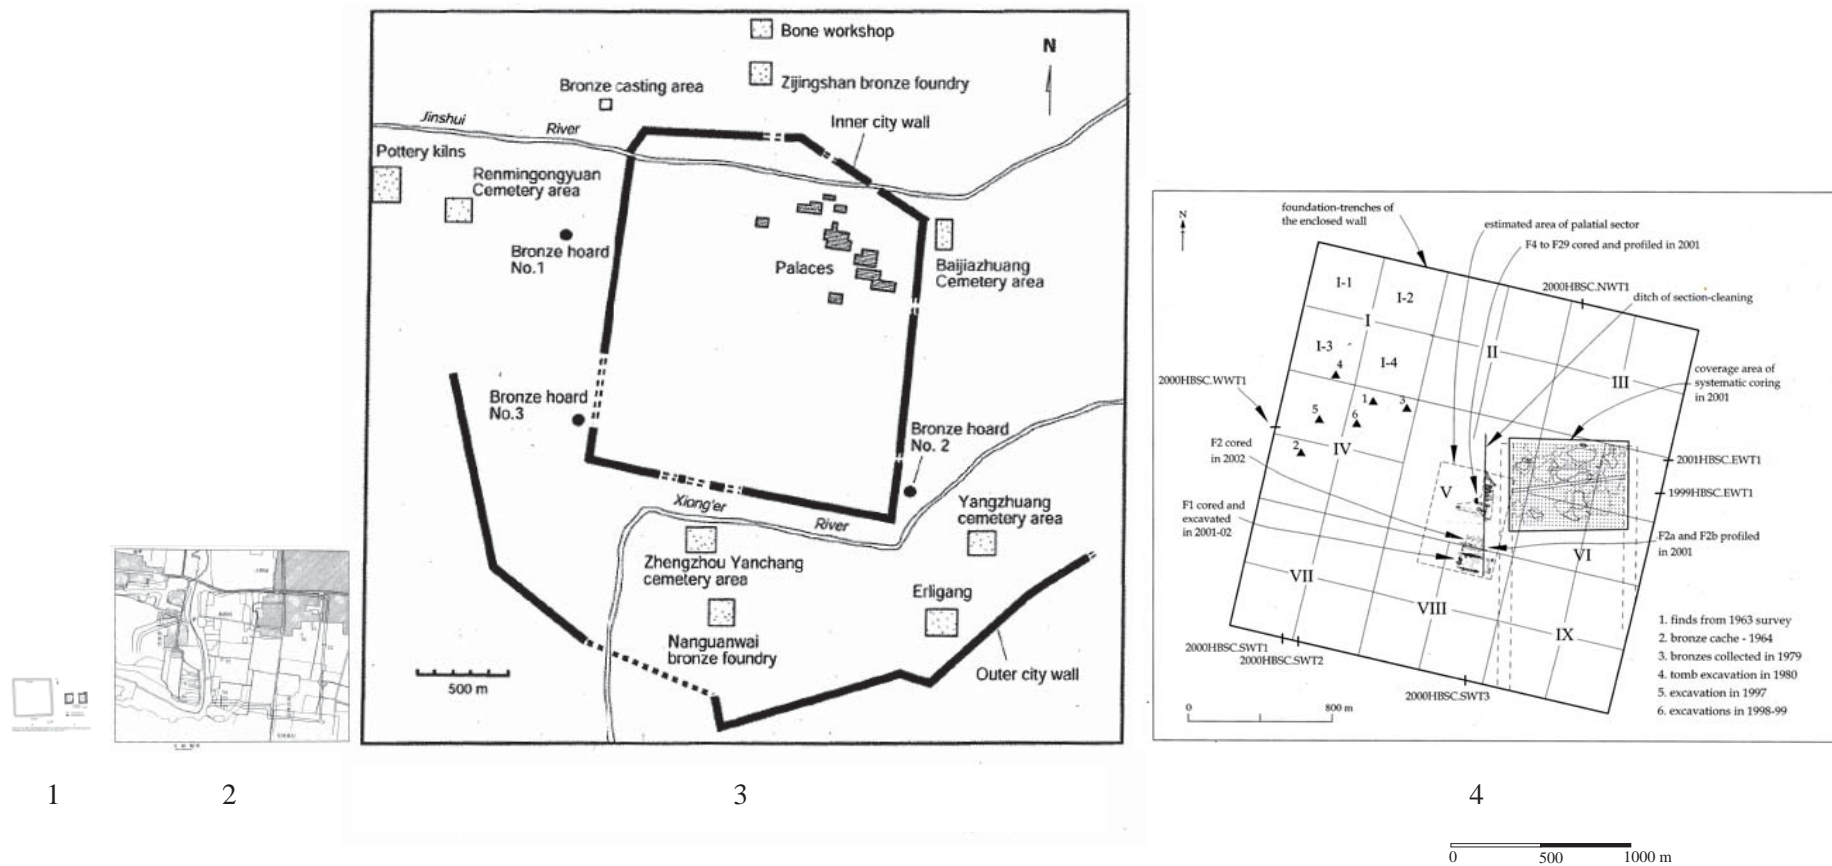 Bone workshop
N
Zijingshan bronze foundry
Bronze casting area
Inner city wall
Jinshui
River
Pottery kilns
Renmingongyuan
Cemetery area
Bronze hoard
No.1
Palaces
Baijiazhuang
Cemetery area
Bronze hoard
No.3
Bronze hoard
No. 2
Xiong'er
River
Yangzhuang
cemetery area
Zhengzhou Yanchang
cemetery area
Erligang
Nanguanwai
bronze foundry
Outer city wall
500 m
N
foundation-trenches of
the enclosed wall
estimated area of palatial sector
F4 to F29 cored and profiled in 2001
2000HBSC.NWT1
ditch of section-cleaning
I-1
I-2
I
I-3
I-4
II
III
coverage area of
systematic coring
in 2001
2000HBSC.WWT1
4
1
3
5
6
2
IV
F2 cored
in 2002
2001HBSC.EWT1
V
1999HBSC.EWT1
F1 cored and
excavated
in 2001-02
F2a and F2b profiled
in 2001
VI
VII
VIII
IX
1. finds from 1963 survey
2. bronze cache - 1964
3. bronzes collected in 1979
4. tomb excavation in 1980
5. excavation in 1997
6. excavations in 1998-99
2000HBSC.SWT1
2000HBSC.SWT2
2000HBSC.SWT3
0
800 m
1
2
3
4
0
500
1000 m